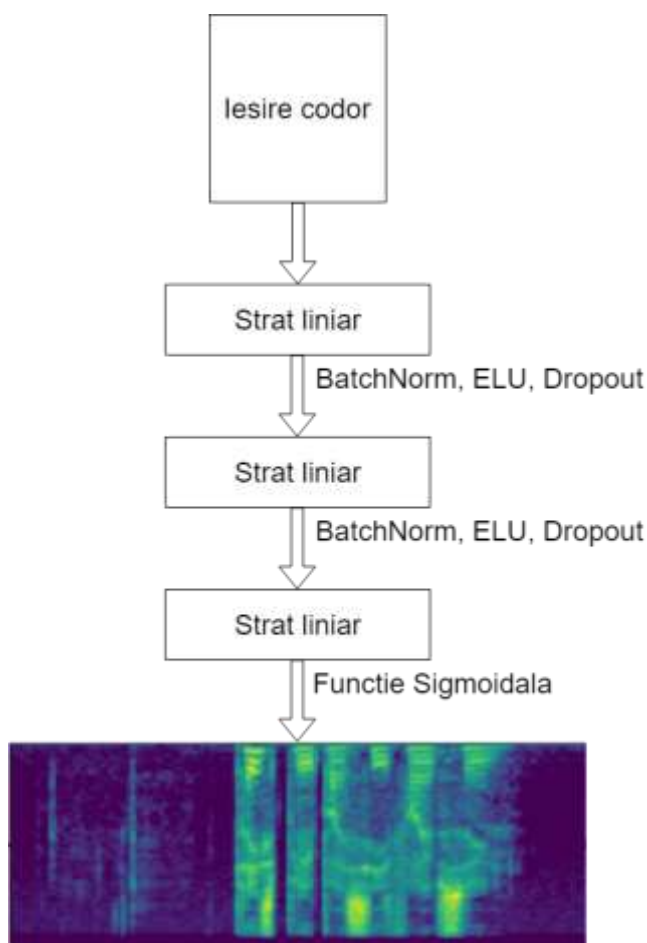 Iesire codor
Strat liniar
BatchNorm, ELU, Dropout
Strat liniar
BatchNorm, ELU, Dropout
Strat liniar
Functie Sigmoidala